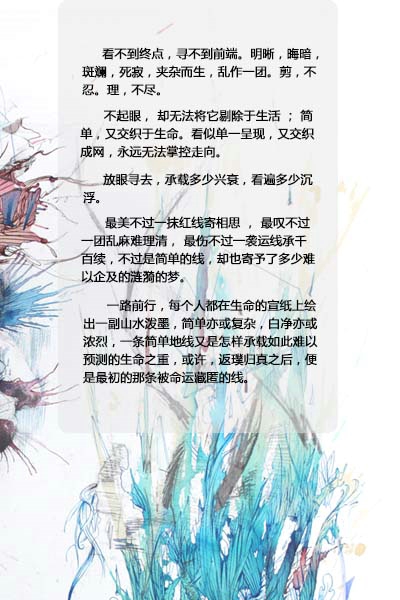 看不到终点，寻不到前端。明晰，晦暗，
斑斓，死寂，夹杂而生，乱作一团。剪，不
忍。理，不尽。
不起眼， 却无法将它剔除于生活 ； 简
单，又交织于生命。看似单一呈现，又交织
成网，永远无法掌控走向。
放眼寻去，承载多少兴衰，看遍多少沉
浮。
最美不过一抹红线寄相思 ， 最叹不过
一团乱麻难理清， 最伤不过一袭运线承千
百续，不过是简单的线，却也寄予了多少难
以企及的涟漪的梦。
一路前行，每个人都在生命的宣纸上绘
出一副山水泼墨，简单亦或复杂，白净亦或
浓烈，一条简单地线又是怎样承载如此难以
预测的生命之重，或许，返璞归真之后，便
是最初的那条被命运藏匿的线。